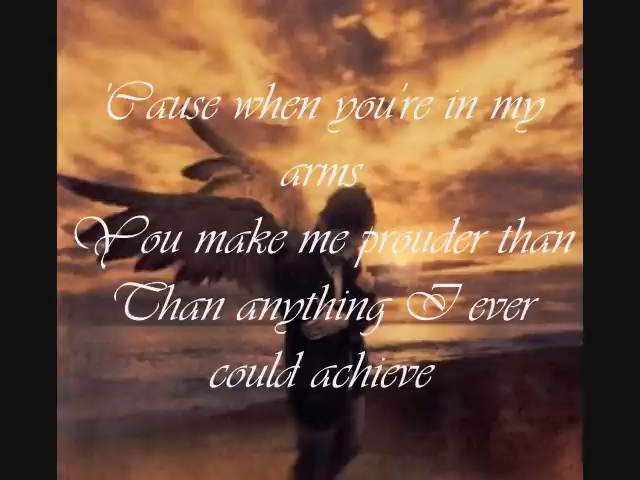 'Cause when you're in my
arms
You make me prouder than
Than anything I ever
could achieve